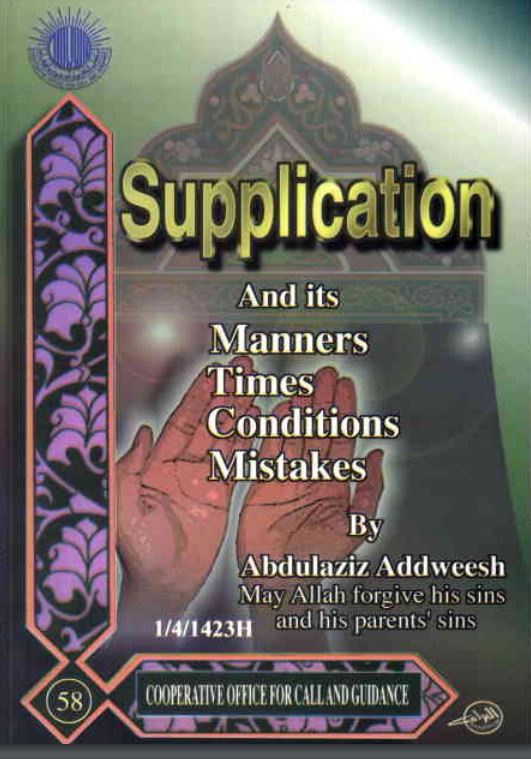 Supplication
And its
Manners
Times
Conditions
Mistakes
By
Abdulaziz Addweesh
May Allah forgive his sins
and his parents' sins
1/4/1423H
58
COOPERATIVE OFFICE FOR CALL AND GUIDANCE